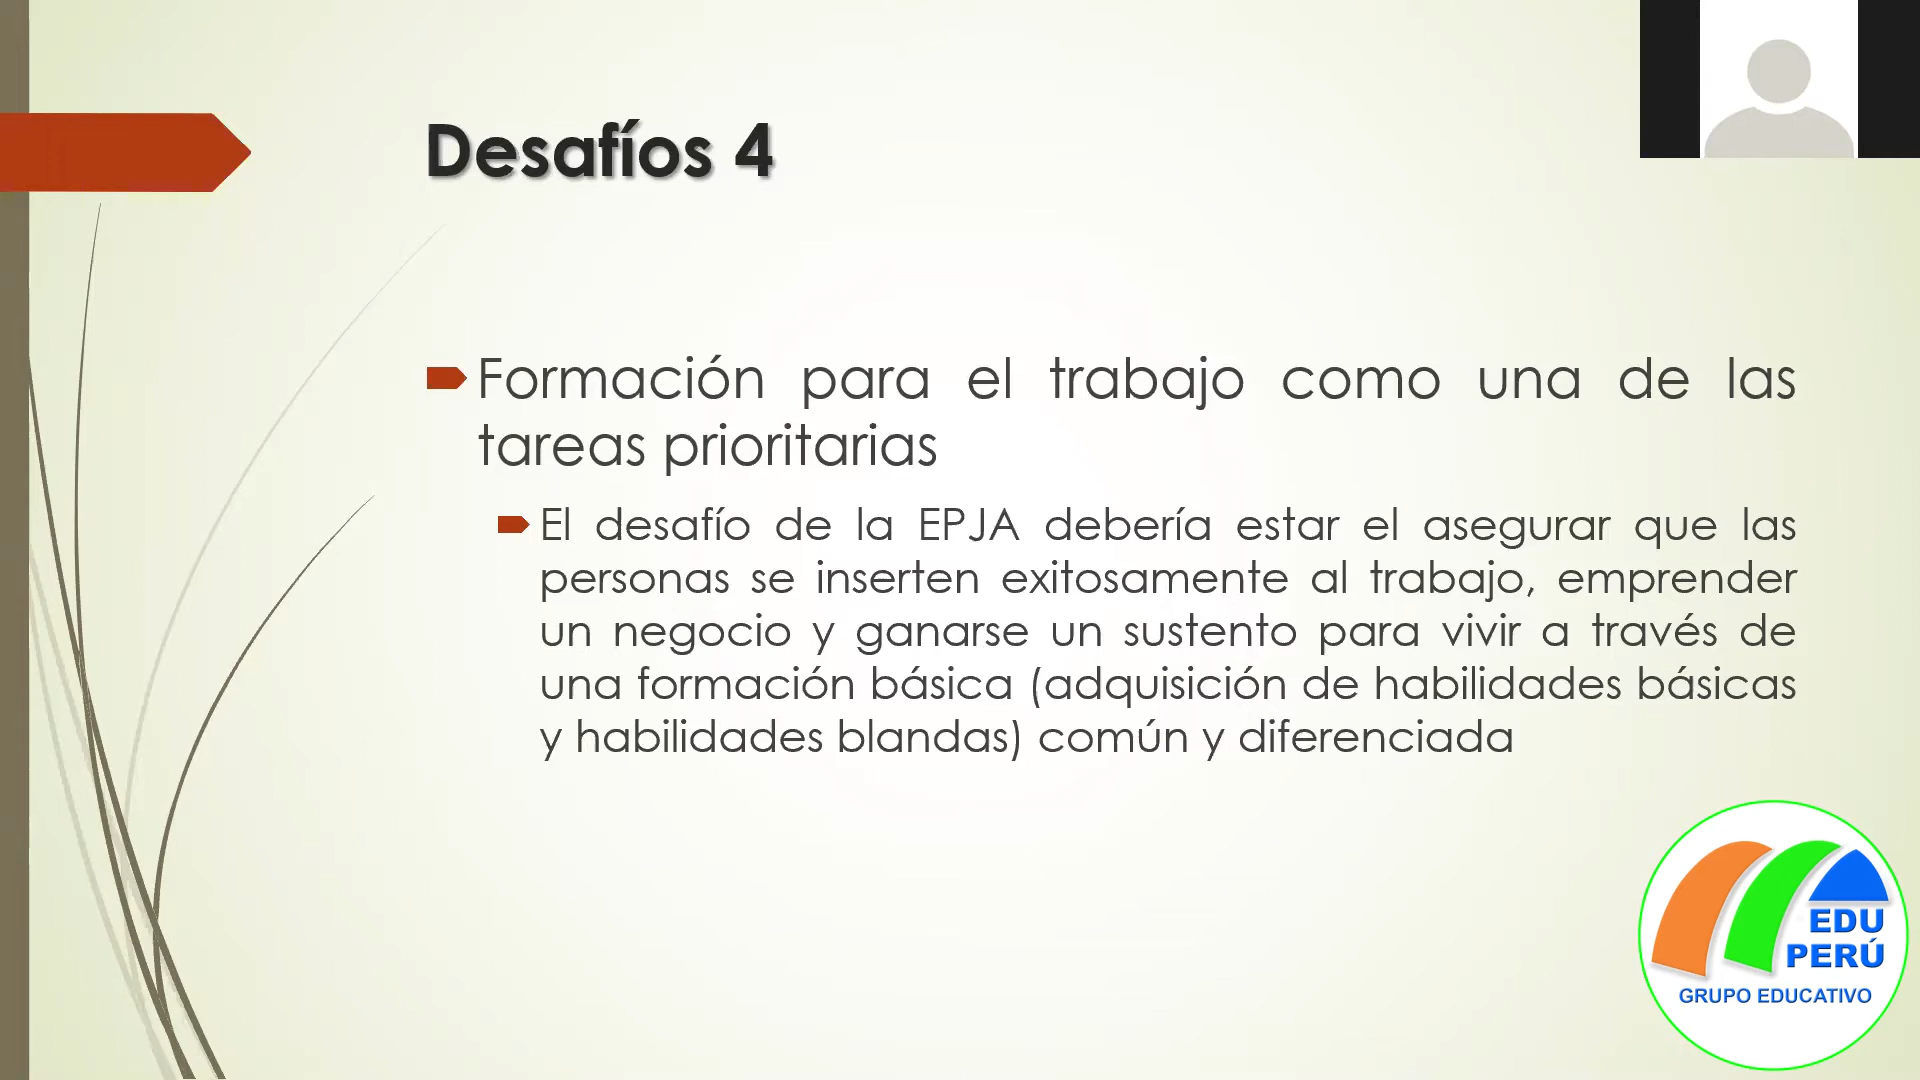 Desafíos 4
Formación para el trabajo como una de las
tareas prioritarias
El desafío de la EPJA debería estar el asegurar que las
personas se inserten exitosamente al trabajo, emprender
un negocio y ganarse un sustento para vivir a través de
una formación básica (adquisición de habilidades básicas
y habilidades blandas) común y diferenciada
EDU
PERÚ
GRUPO EDUCATIVO